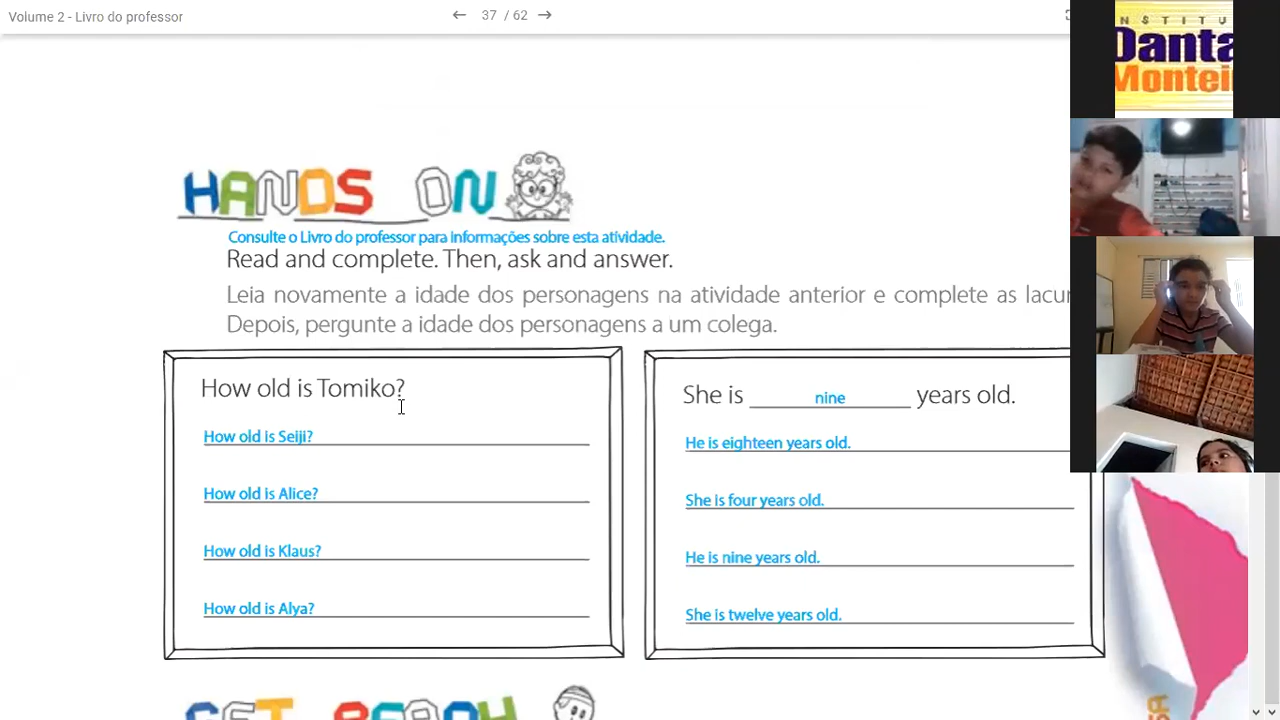 Volume 2 - Livro do professor
37 / 62
INSTITU
Danta
Montei
HANDS ON
Consulte o Livro do professor para informações sobre esta atividade.
Read and complete. Then, ask and answer.
Leia novamente a idade dos personagens na atividade anterior e complete as lacu
Depois, pergunte a idade dos personagens a um colega.
How old is Tomiko?
How old is Seiji?
How old is Alice?
How old is Klaus?
How old is Alya?
She is nine years old.
He is eighteen years old.
She is four years old.
He is nine years old.
She is twelve years old.
GET READY